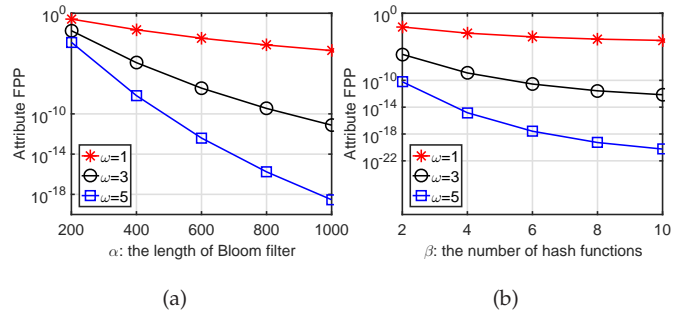 Attribute FPP
10^0
10^-10
10^-14
10^-18
ω=1
ω=3
ω=5
200 400 600 800 1000
α: the length of Bloom filter
(a)
Attribute FPP
10^0
10^-10
10^-14
10^-18
10^-22
ω=1
ω=3
ω=5
2 4 6 8 10
β: the number of hash functions
(b)